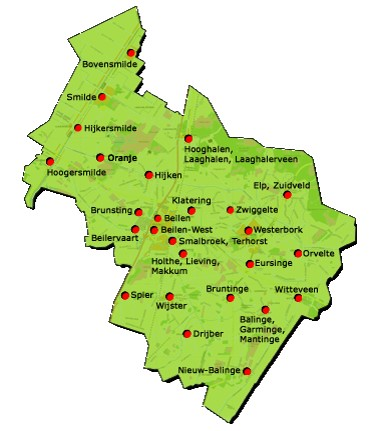 Bovensmilde
Smilde
Hijkersmilde
Oranje
Hoogersmilde
Hooghalen,
Laaghalen, Laaghalerveen
Hijken
Elp, Zuidveld
Klatering
Brunsting
Zwiggelte
Beilen
Beilervaart
Beilen-West
Westerbork
Smalbroek, Terhorst
Holthe, Lieving,
Makkum
Orvelte
Eursinge
Spier
Wijster
Bruntinge
Witteveen
Balinge,
Garminge,
Mantinge
Drijber
Nieuw-Balinge